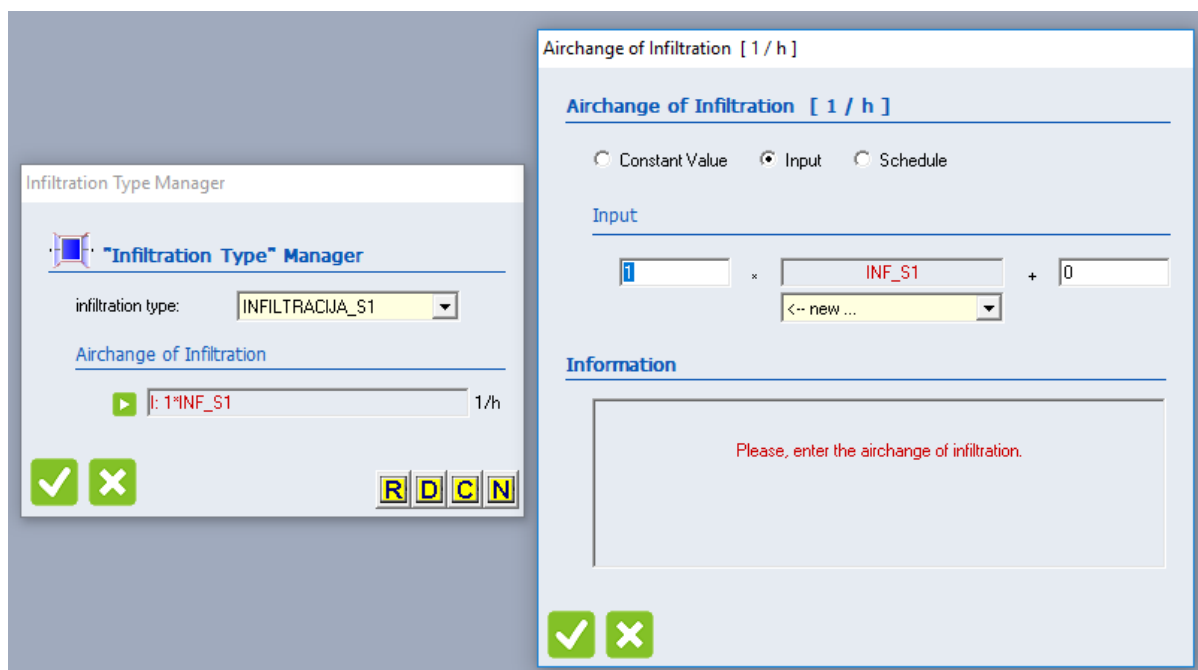 Infiltration Type Manager
"Infiltration Type" Manager
infiltration type: INFILTRACIJA_S1
Airchange of Infiltration
I: 1*INF_S1 1/h
R D C N
Airchange of Infiltration [ 1 / h ]
Airchange of Infiltration [ 1 / h ]
Constant Value Input Schedule
Input
1 * INF_S1 + 0
<-- new ...
Information
Please, enter the airchange of infiltration.